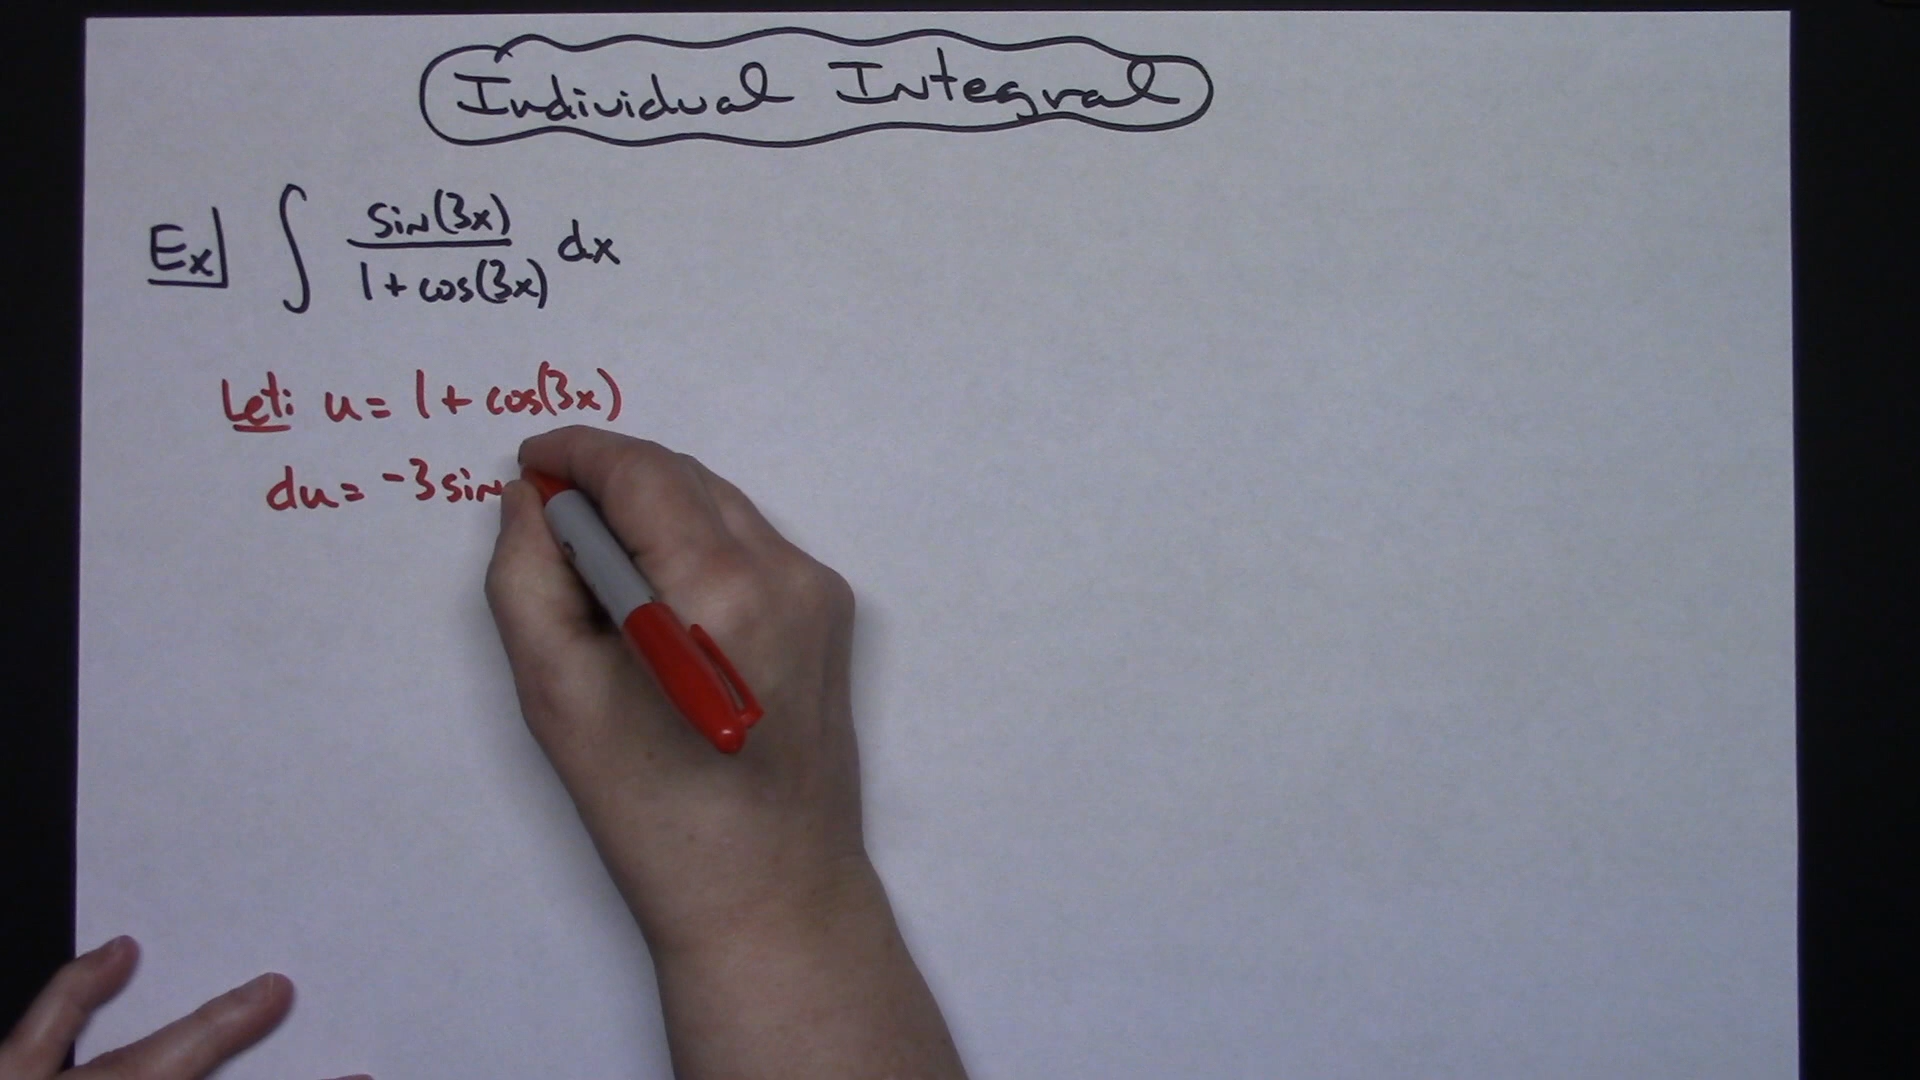 Individual Integral
Ex ∫ sin(3x) / 1 + cos(3x) dx
Let: u = 1 + cos(3x)
du = -3 sin